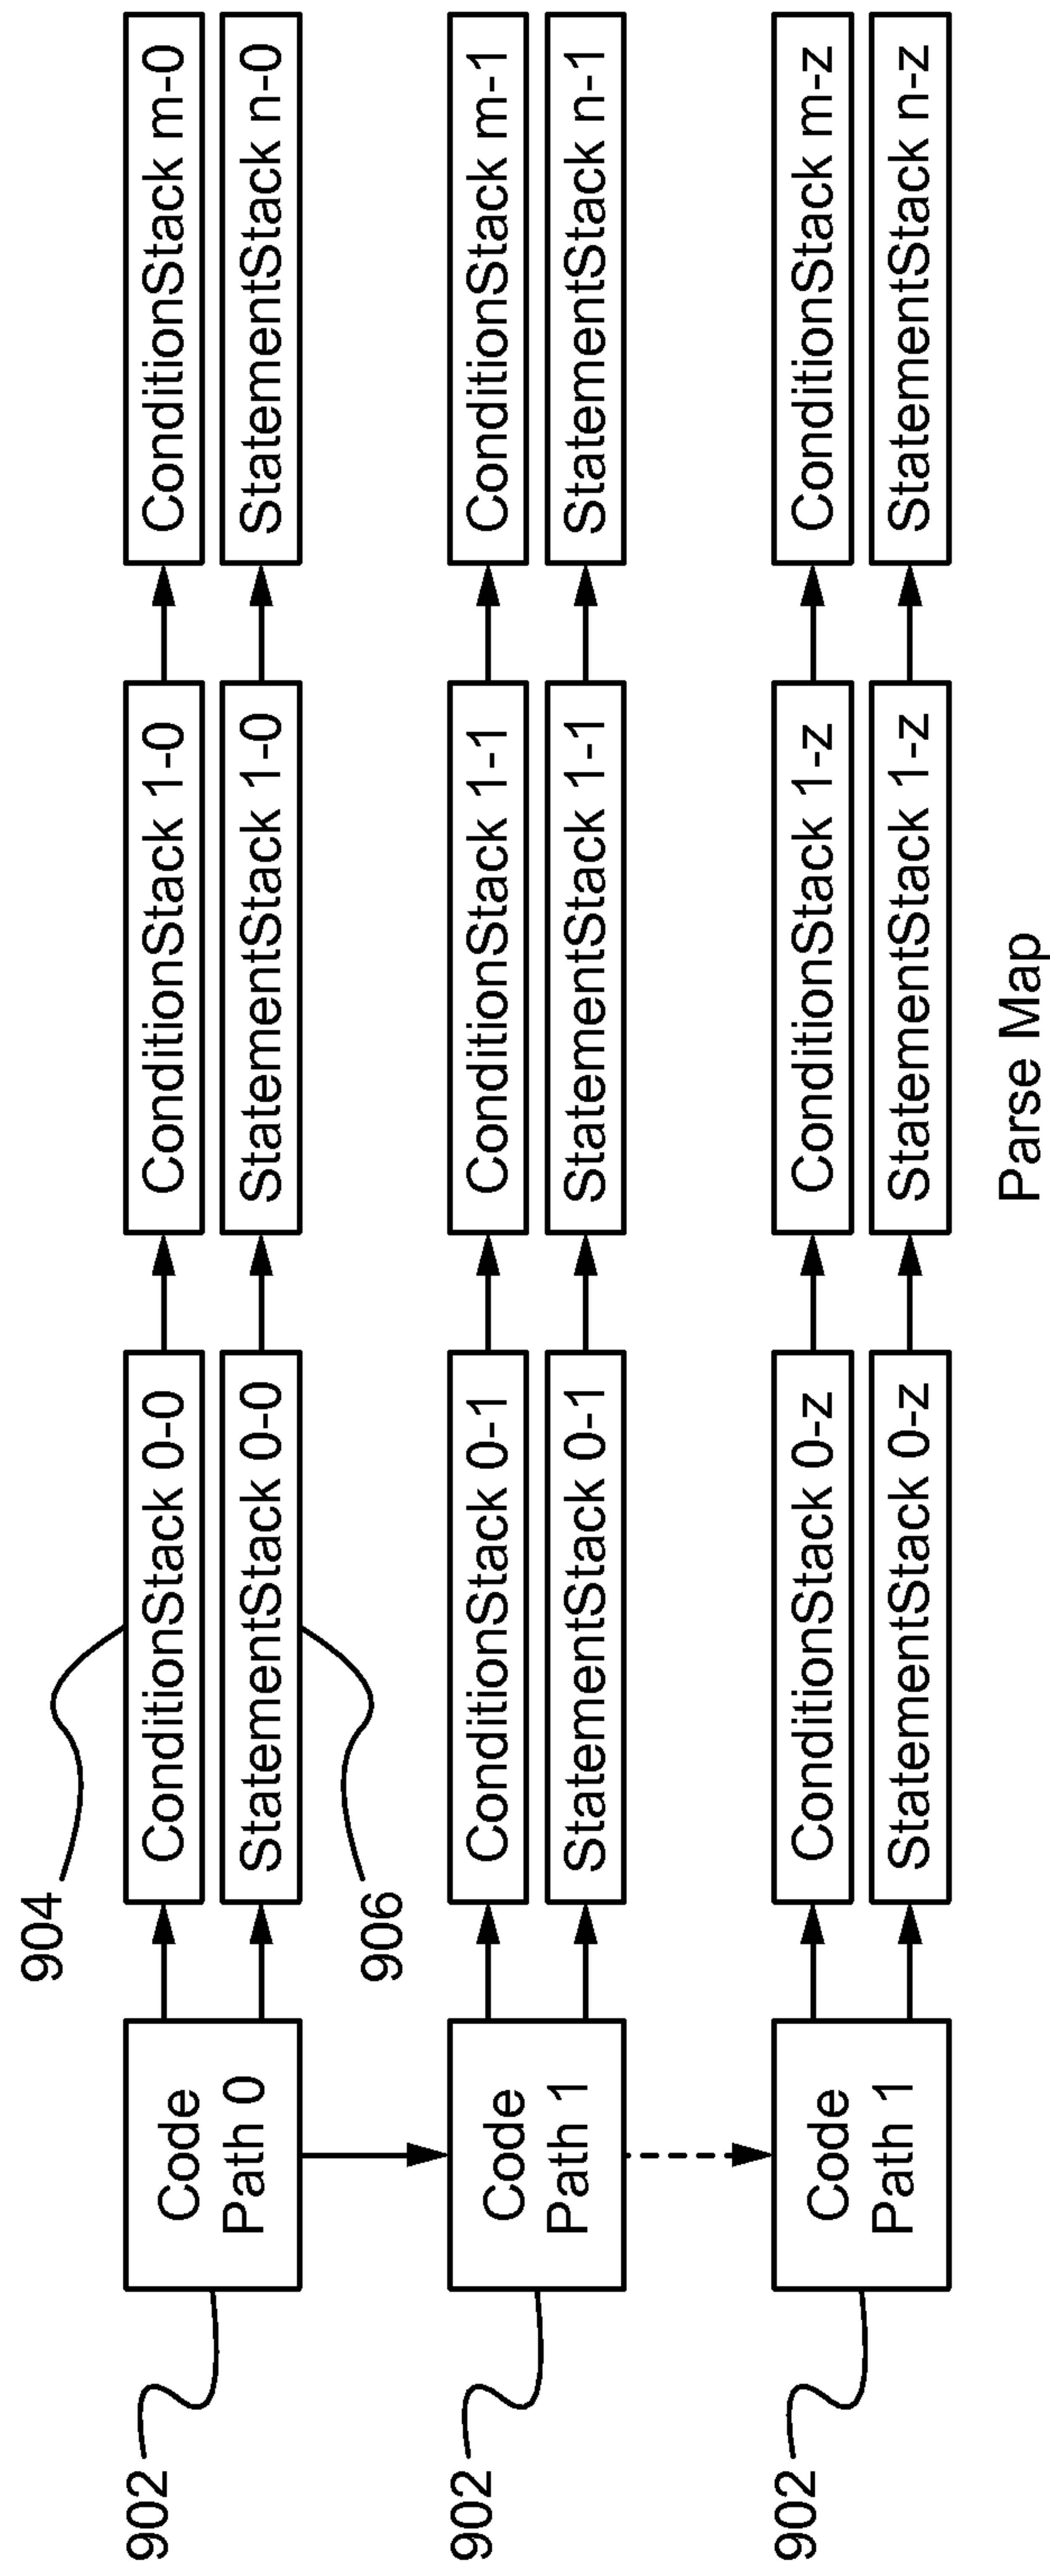 904
902
Code
Path 0
ConditionStack 0-0
ConditionStack 1-0
ConditionStack m-0
StatementStack 0-0
StatementStack 1-0
StatementStack n-0
906
902
Code
Path 1
ConditionStack 0-1
ConditionStack 1-1
ConditionStack m-1
StatementStack 0-1
StatementStack 1-1
StatementStack n-1
902
Code
Path 1
ConditionStack 0-z
ConditionStack 1-z
ConditionStack m-z
StatementStack 0-z
StatementStack 1-z
StatementStack n-z
Parse Map